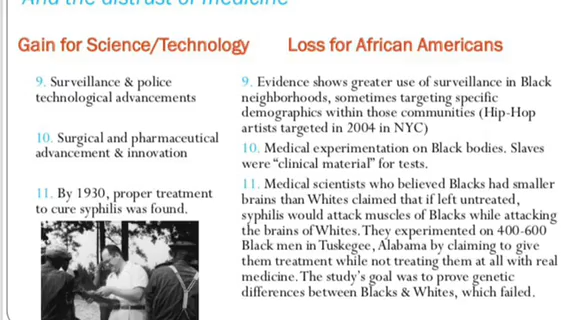 And the distrust of medicine
Gain for Science/Technology
Loss for African Americans
9. Surveillance & police
technological advancements
10. Surgical and pharmaceutical
advancement & innovation
11. By 1930, proper treatment
to cure syphilis was found.
9. Evidence shows greater use of surveillance in Black
neighborhoods, sometimes targeting specific
demographics within those communities (Hip-Hop
artists targeted in 2004 in NYC)
10. Medical experimentation on Black bodies. Slaves
were “clinical material” for tests.
11. Medical scientists who believed Blacks had smaller
brains than Whites claimed that if left untreated,
syphilis would attack muscles of Blacks while attacking
the brains of Whites. They experimented on 400-600
Black men in Tuskegee, Alabama by claiming to give
them treatment while not treating them at all with real
medicine. The study’s goal was to prove genetic
differences between Blacks & Whites, which failed.